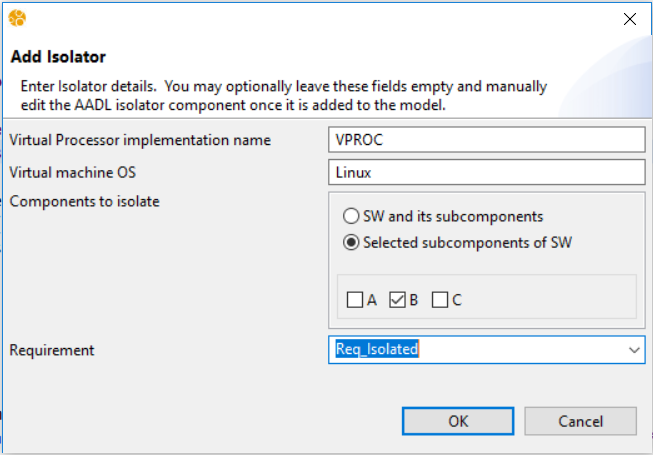 Add Isolator
Enter Isolator details.  You may optionally leave these fields empty and manually
edit the AADL isolator component once it is added to the model.
Virtual Processor implementation name VPROC
Virtual machine OS Linux
Components to isolate
SW and its subcomponents
Selected subcomponents of SW
A B C
Requirement Req_Isolated
OK Cancel